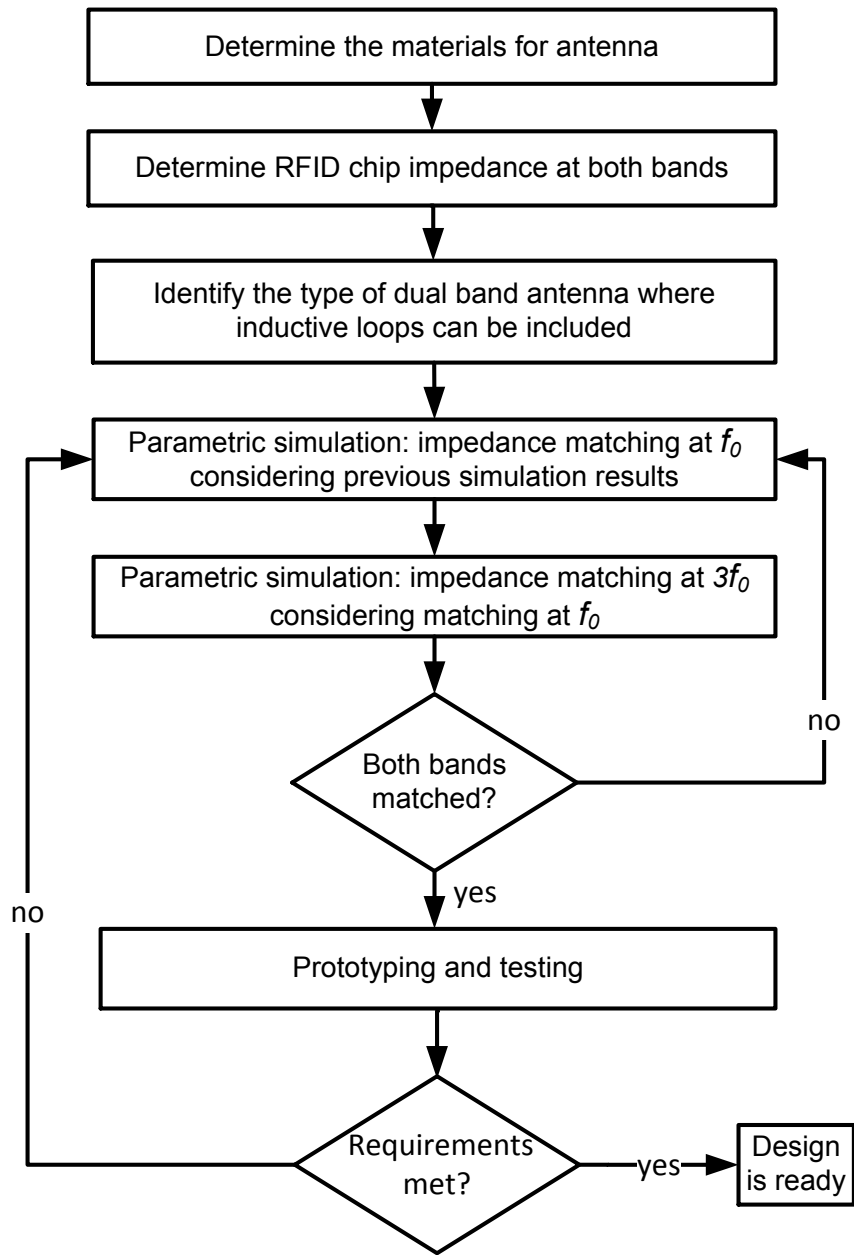 Determine the materials for antenna
Determine RFID chip impedance at both bands
Identify the type of dual band antenna where
inductive loops can be included
Parametric simulation: impedance matching at f₀
considering previous simulation results
Parametric simulation: impedance matching at 3f₀
considering matching at f₀
no
Both bands
matched?
yes
no
Prototyping and testing
Requirements
met?
yes
Design
is ready